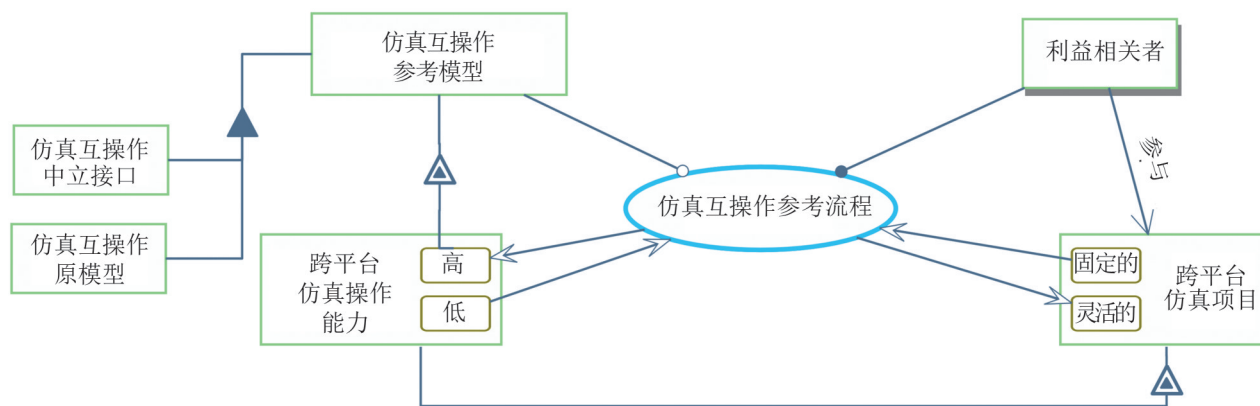 仿真互操作
参考模型
利益相关者
仿真互操作
中立接口
参与
仿真互操作参考流程
仿真互操作
原模型
跨平台
仿真操作
能力
高
低
固定的
灵活的
跨平台
仿真项目